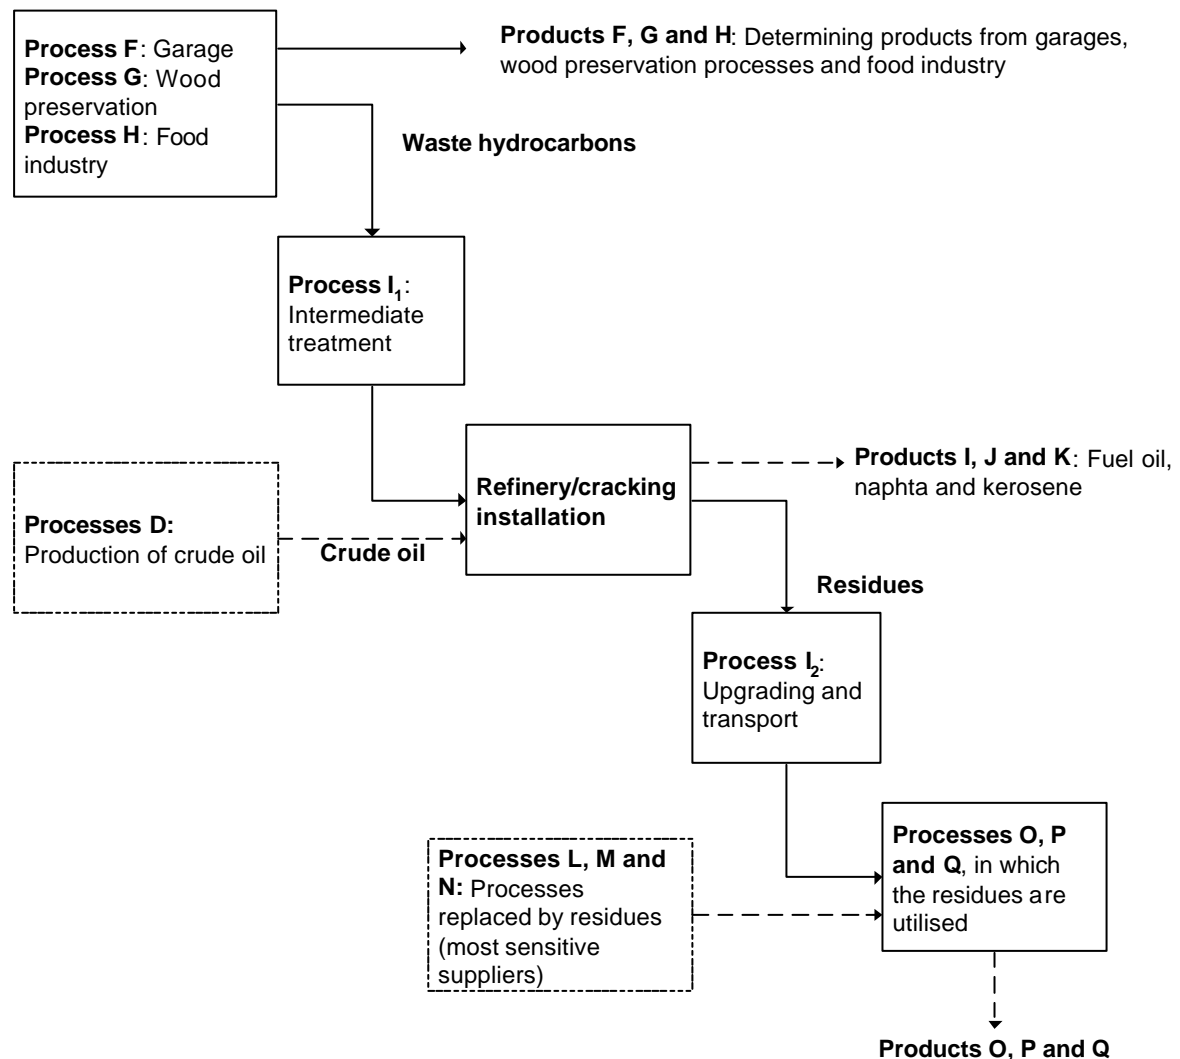 Process F: Garage
Process G: Wood
preservation
Process H: Food
industry
Products F, G and H: Determining products from garages,
wood preservation processes and food industry
Waste hydrocarbons
Process I₁:
Intermediate
treatment
Refinery/cracking
installation
Products I, J and K: Fuel oil,
naphta and kerosene
Processes D:
Production of crude oil
Crude oil
Residues
Process I₂:
Upgrading and
transport
Processes L, M and
N: Processes
replaced by residues
(most sensitive
suppliers)
Processes O, P
and Q, in which
the residues are
utilised
Products O, P and Q